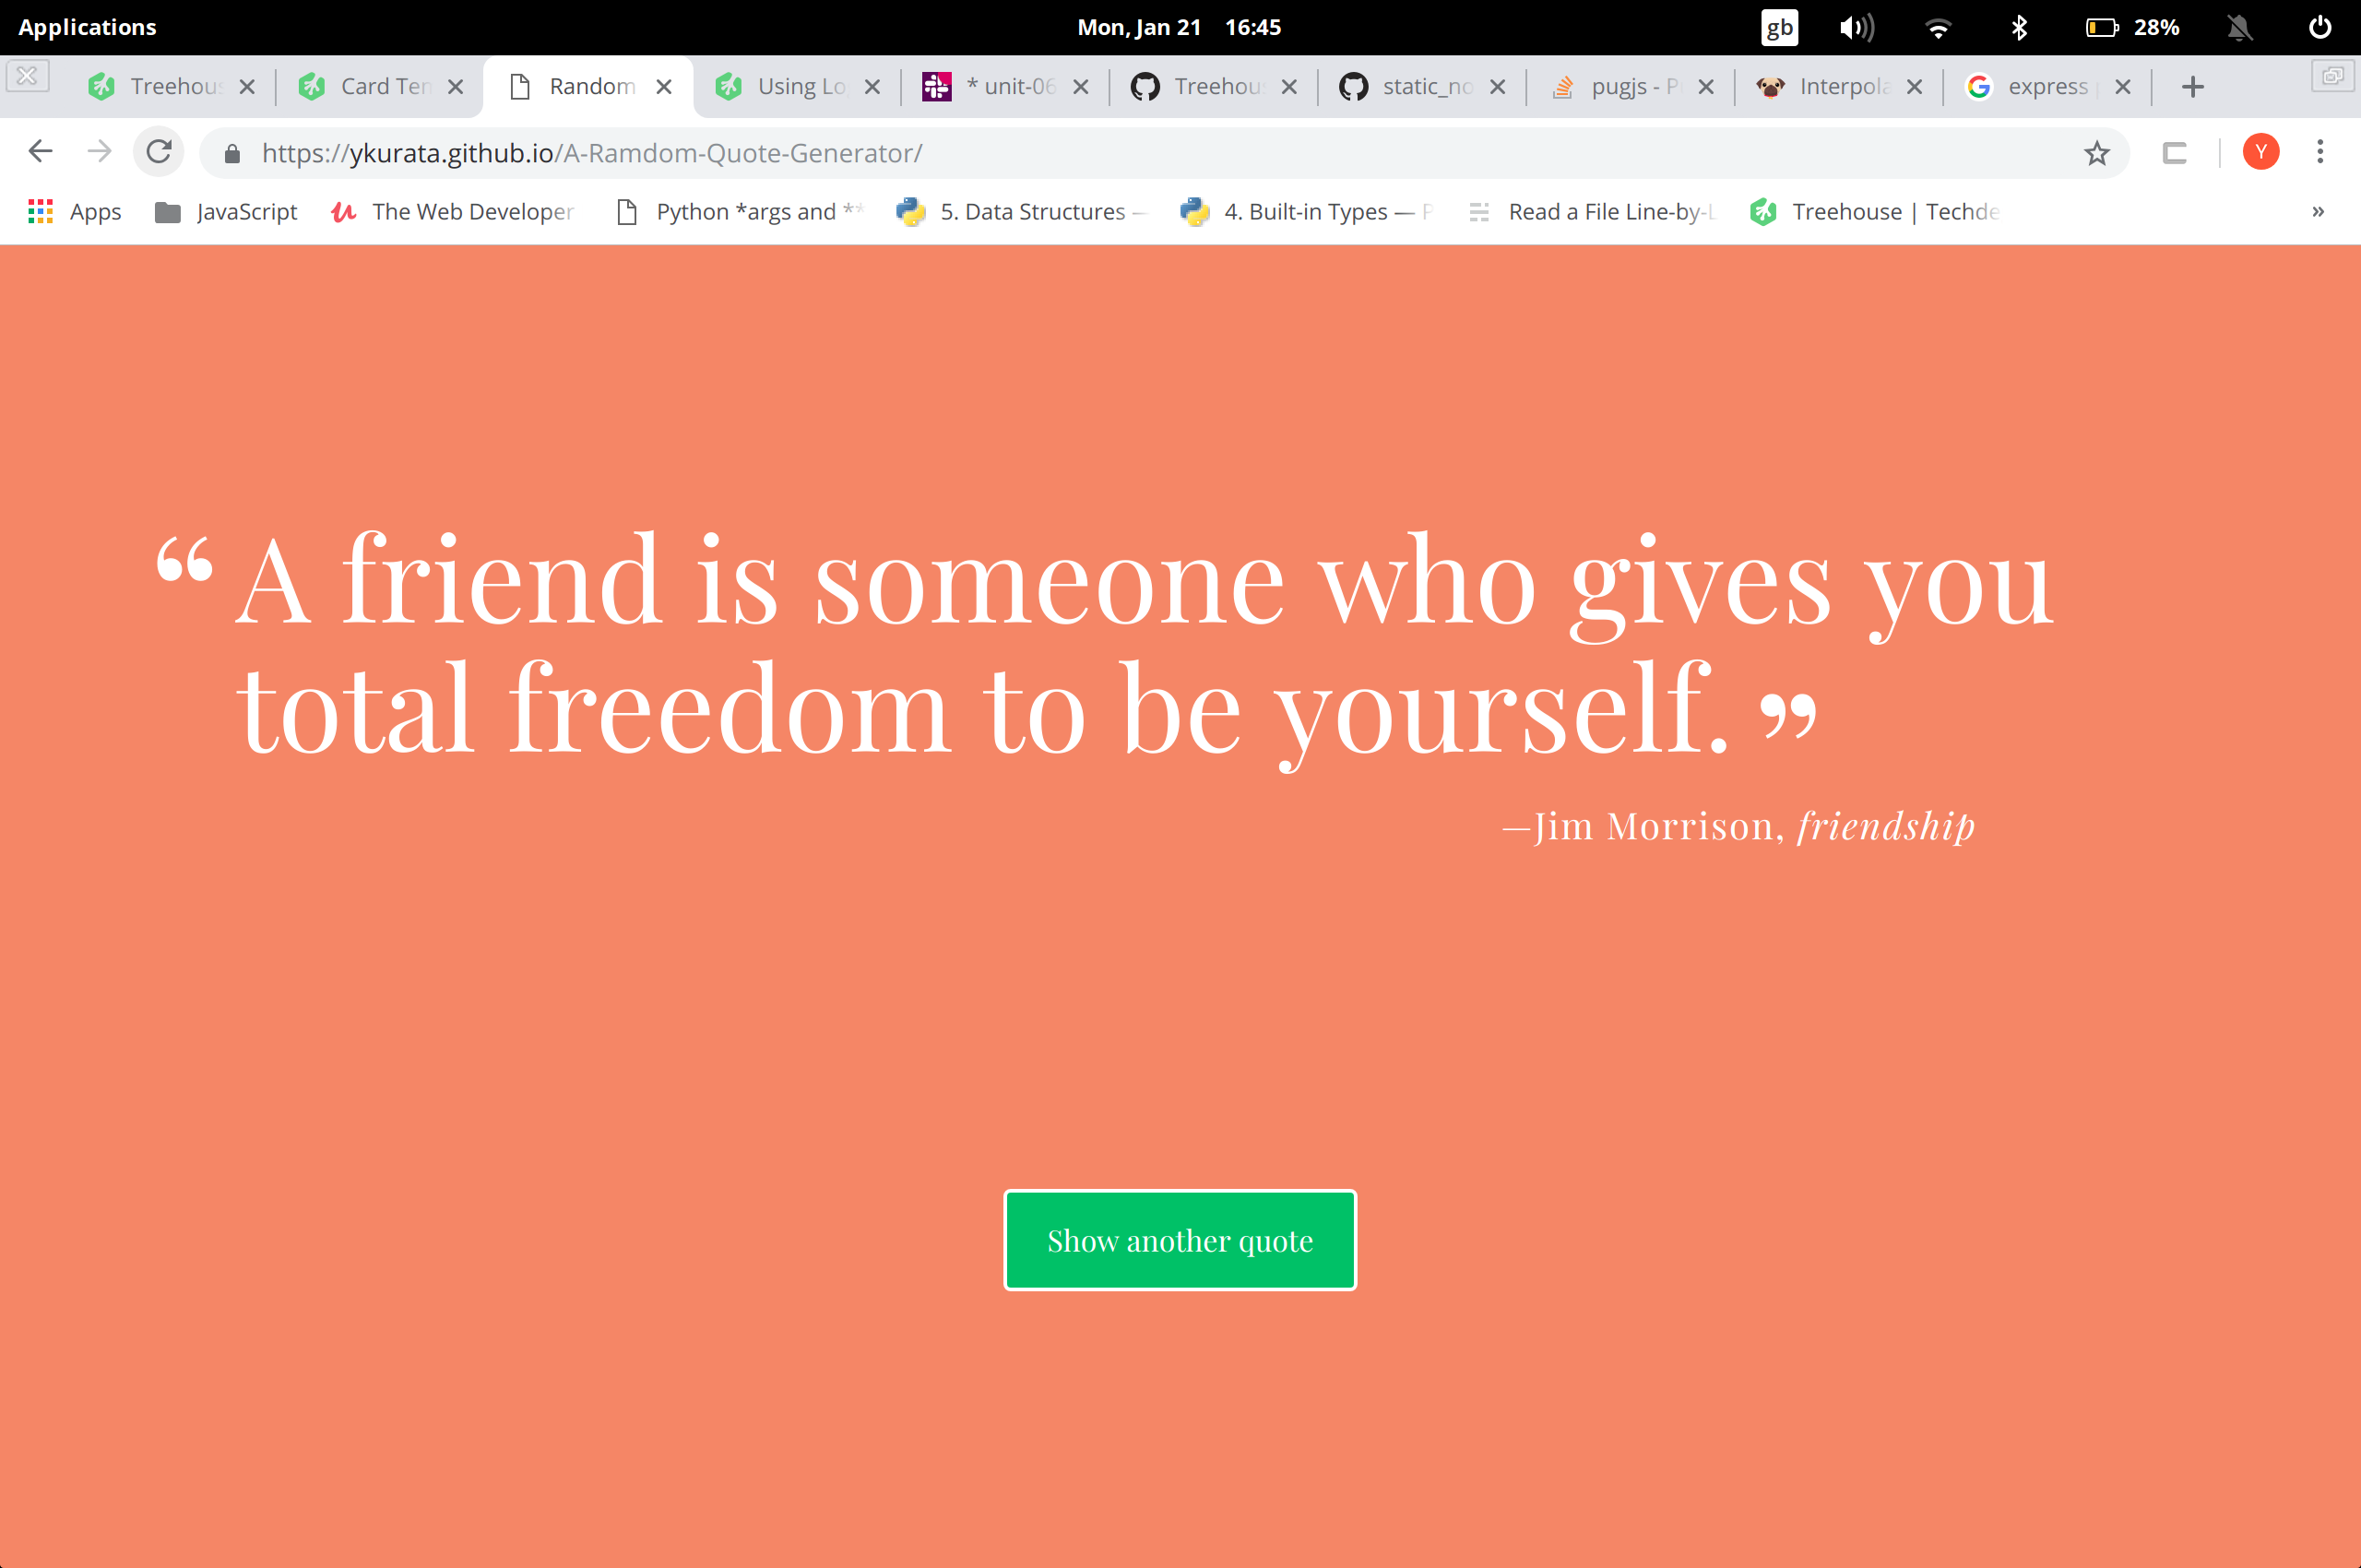 Applications Mon, Jan 21 16:45 gb 28%
Treehou Card Ten Random Using Lo * unit-06 Treehou static_no pugjs - P Interpola express
https://ykurata.github.io/A-Ramdom-Quote-Generator/ Y
Apps JavaScript The Web Developer Python *args and ** 5. Data Structures — 4. Built-in Types — P Read a File Line-by-L Treehouse | Techde »
“ A friend is someone who gives you
total freedom to be yourself. ”
—Jim Morrison, friendship
Show another quote